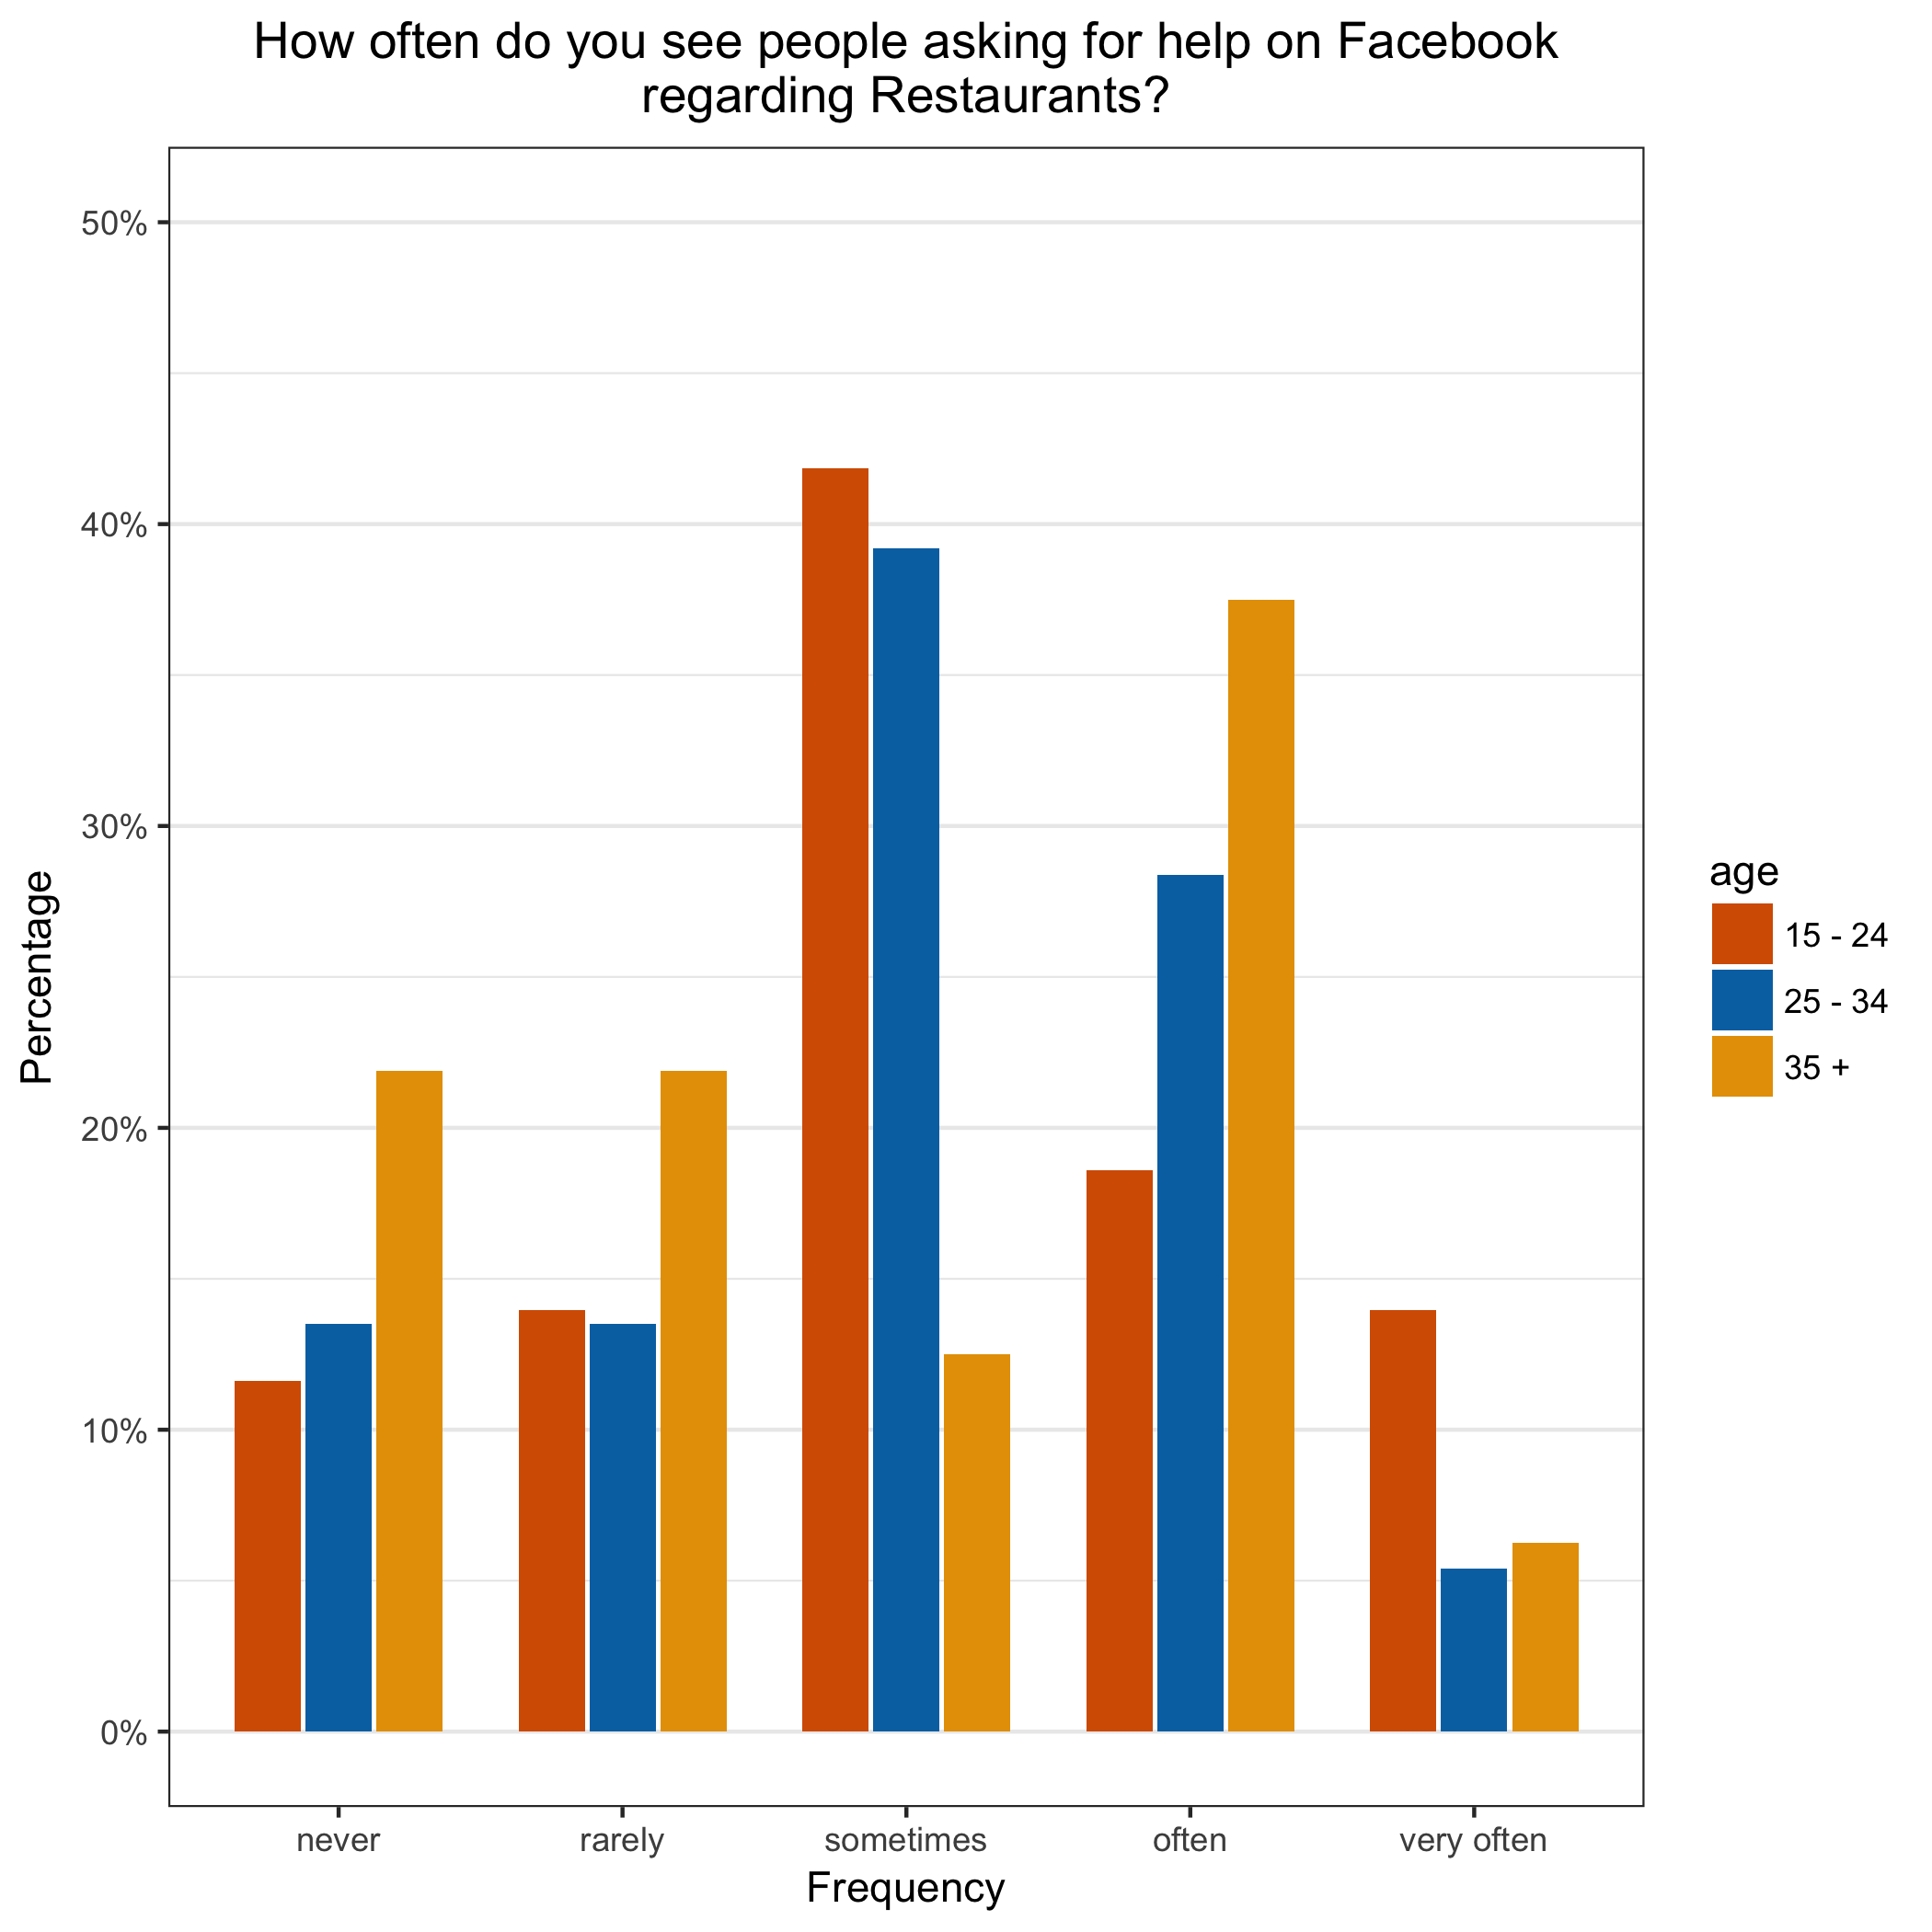 How often do you see people asking for help on Facebook
regarding Restaurants?
Percentage
50%
40%
30%
20%
10%
0%
never rarely sometimes often very often
Frequency
age
15 - 24
25 - 34
35 +